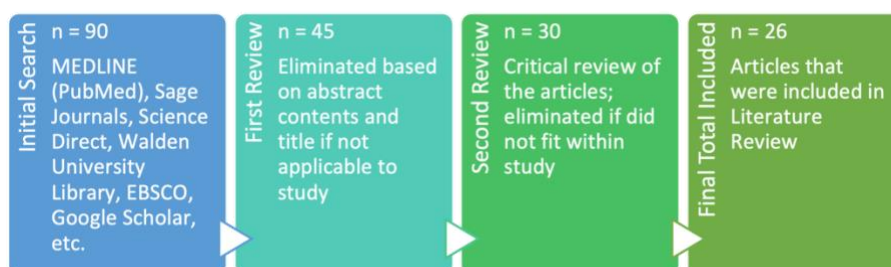 Initial Search
n = 90
MEDLINE
(PubMed), Sage
Journals, Science
Direct, Walden
University
Library, EBSCO,
Google Scholar,
etc.
First Review
n = 45
Eliminated based
on abstract
contents and
title if not
applicable to
study
Second Review
n = 30
Critical review of
the articles;
eliminated if did
not fit within
study
Final Total Included
n = 26
Articles that
were included in
Literature
Review